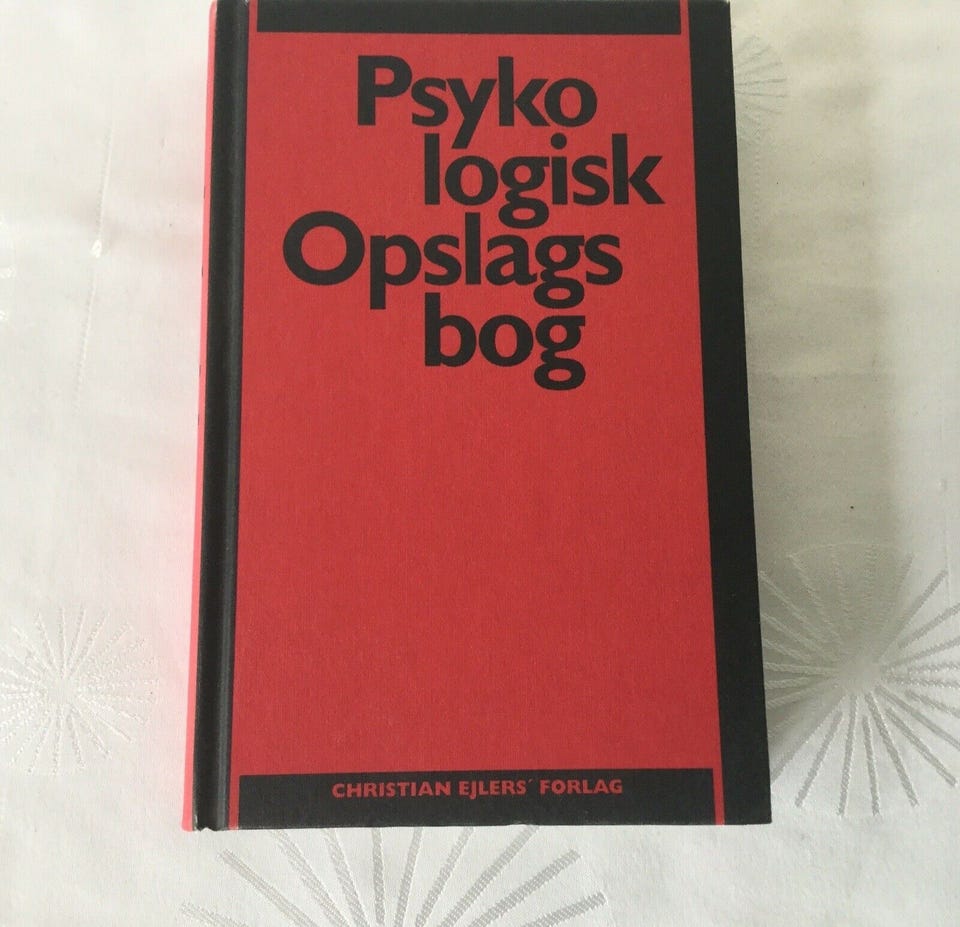 Psyko
logisk
Opslags
bog
CHRISTIAN EJLERS´ FORLAG